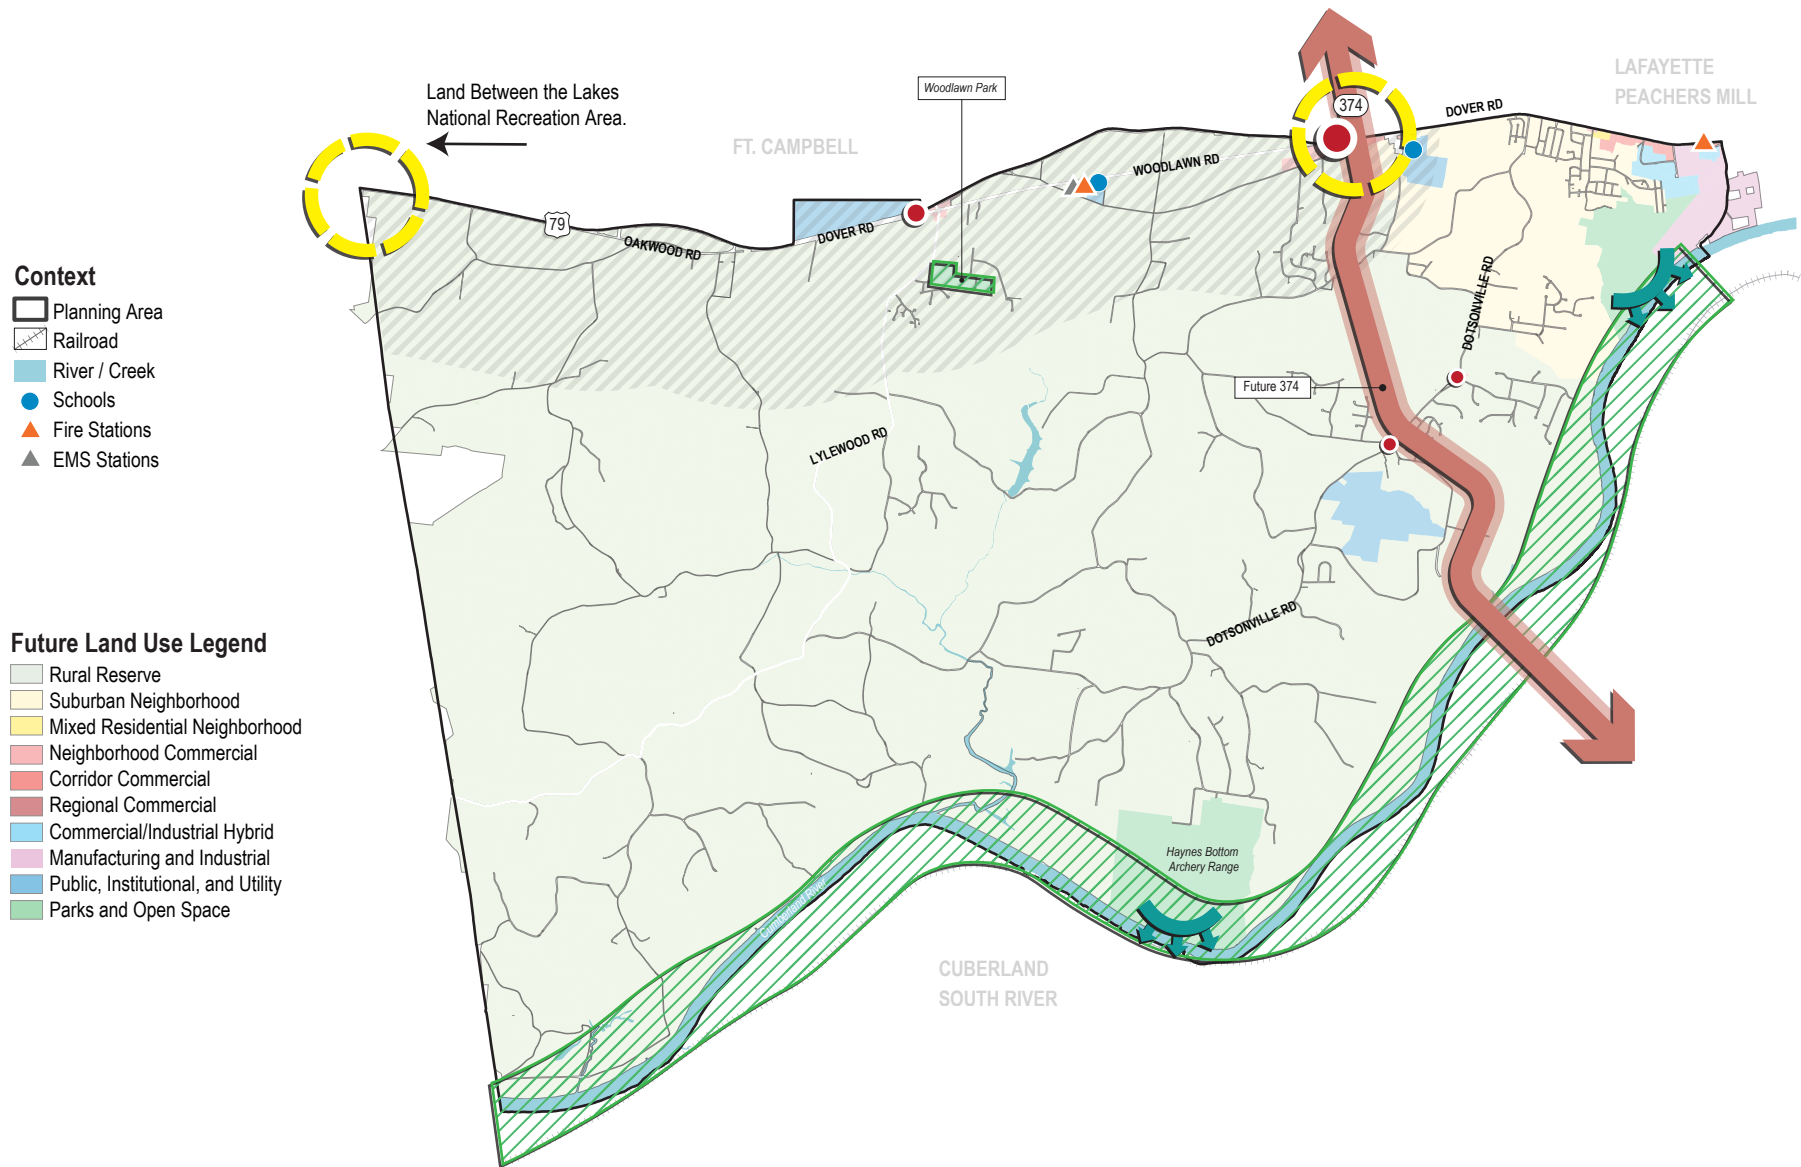 Land Between the Lakes
National Recreation Area.
Woodlawn Park
FT. CAMPBELL
LAFAYETTE
PEACHERS MILL
374
DOVER RD
WOODLAWN RD
79
OAKWOOD RD
DOVER RD
DOTSONVILLE RD
Future 374
LYLEWOOD RD
DOTSONVILLE RD
Haynes Bottom
Archery Range
Cumberland River
CUBERLAND
SOUTH RIVER
Context
Planning Area
Railroad
River / Creek
Schools
Fire Stations
EMS Stations
Future Land Use Legend
Rural Reserve
Suburban Neighborhood
Mixed Residential Neighborhood
Neighborhood Commercial
Corridor Commercial
Regional Commercial
Commercial/Industrial Hybrid
Manufacturing and Industrial
Public, Institutional, and Utility
Parks and Open Space